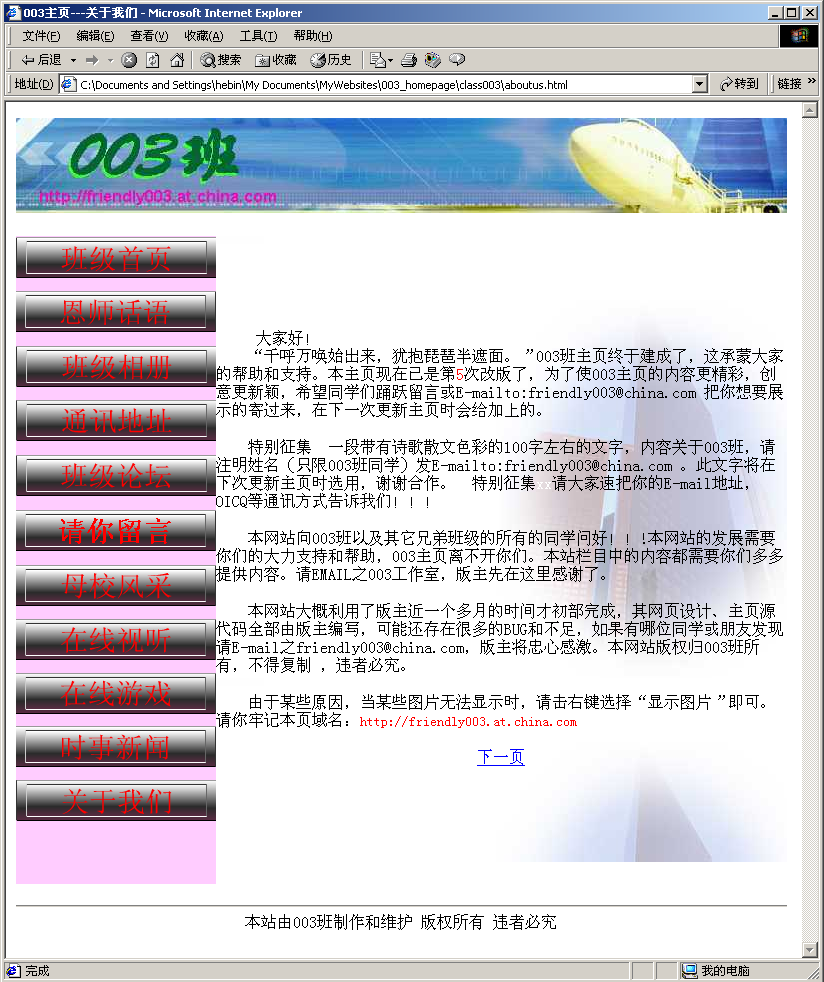 003主页---关于我们 - Microsoft Internet Explorer
文件(F) 编辑(E) 查看(V) 收藏(A) 工具(T) 帮助(H)
后退 搜索 收藏 历史
地址(D) C:\Documents and Settings\hebin\My Documents\MyWebsites\003_homepage\class003\aboutus.html 转到 链接 »
003班
http://friendly003.at.china.com
班级首页
恩师话语
班级相册
通讯地址
班级论坛
请你留言
母校风采
在线视听
在线游戏
时事新闻
关于我们
大家好!
“千呼万唤始出来，犹抱琵琶半遮面。”003班主页终于建成了，这承蒙大家
的帮助和支持。本主页现在已是第5次改版了，为了使003主页的内容更精彩，创
意更新颖，希望同学们踊跃留言或E-mailto:friendly003@china.com 把你想要展
示的寄过来，在下一次更新主页时会给加上的。
特别征集 一段带有诗歌散文色彩的100字左右的文字，内容关于003班，请
注明姓名（只限003班同学）发E-mailto:friendly003@china.com 。此文字将在
下次更新主页时选用，谢谢合作。 特别征集xx请大家速把你的E-mail地址，
OICQ等通讯方式告诉我们!!!
本网站向003班以及其它兄弟班级的所有的同学问好!!!本网站的发展需要
你们的大力支持和帮助，003主页离不开你们。本站栏目中的内容都需要你们多多
提供内容。请EMAIL之003工作室，版主先在这里感谢了。
本网站大慨利用了版主近一个多月的时间才初部完成，其网页设计、主页源
代码全部由版主编写，可能还存在很多的BUG和不足，如果有哪位同学或朋友发现
请E-mail之friendly003@china.com，版主将忠心感激。本网站版权归003班所
有，不得复制 ，违者必究。
由于某些原因，当某些图片无法显示时，请击右键选择“显示图片 ”即可。
请你牢记本页域名：http://friendly003.at.china.com
下一页
本站由003班制作和维护 版权所有 违者必究
完成 我的电脑